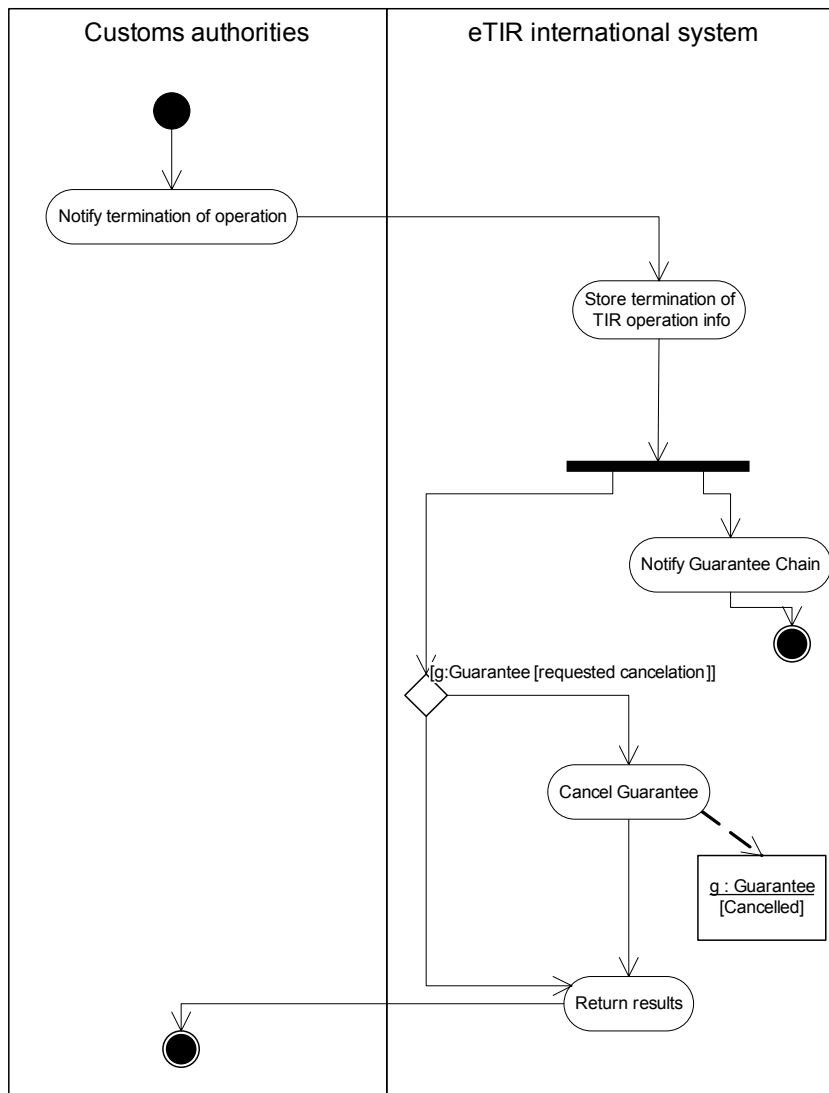 Customs authorities
eTIR international system
Notify termination of operation
Store termination of
TIR operation info
Notify Guarantee Chain
[g:Guarantee [requested cancelation]]
Cancel Guarantee
g : Guarantee
[Cancelled]
Return results